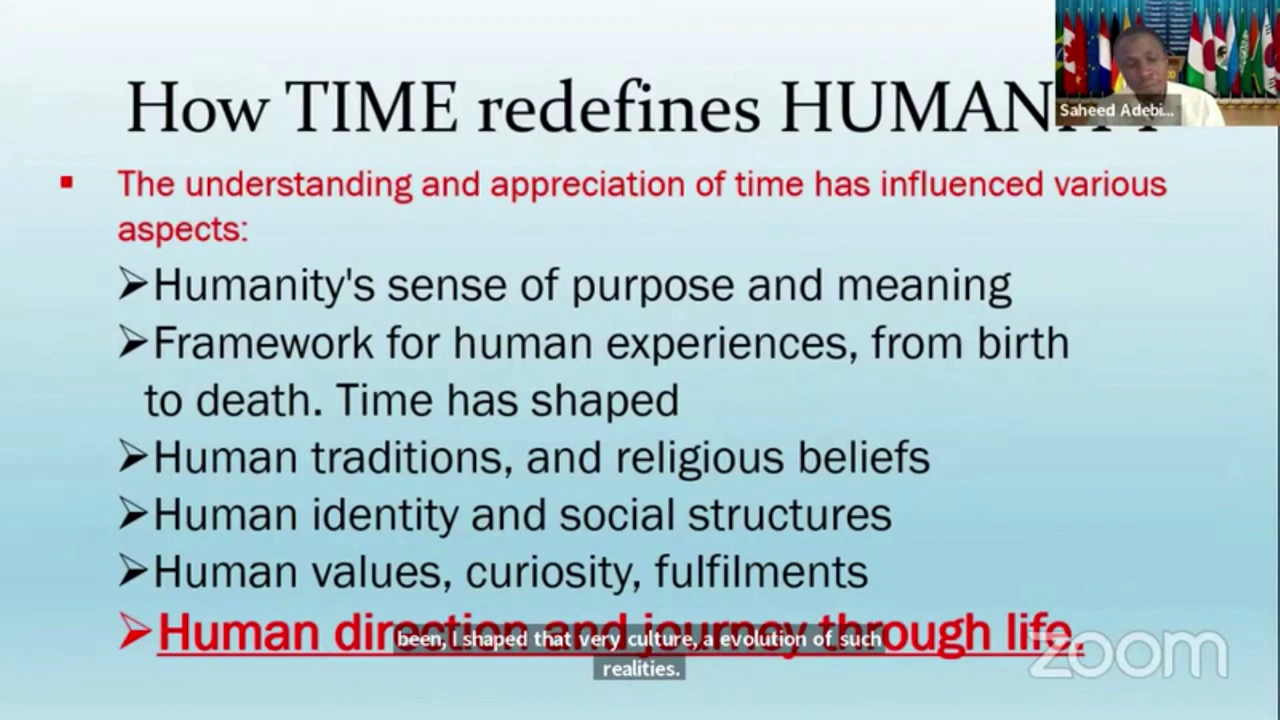 Saheed Adebi...
How TIME redefines HUMANITY
▪ The understanding and appreciation of time has influenced various
aspects:
➢Humanity's sense of purpose and meaning
➢Framework for human experiences, from birth
to death. Time has shaped
➢Human traditions, and religious beliefs
➢Human identity and social structures
➢Human values, curiosity, fulfilments
➢Human direction and journey through life.
been, I shaped that very culture, a evolution of such
realities.
zoom